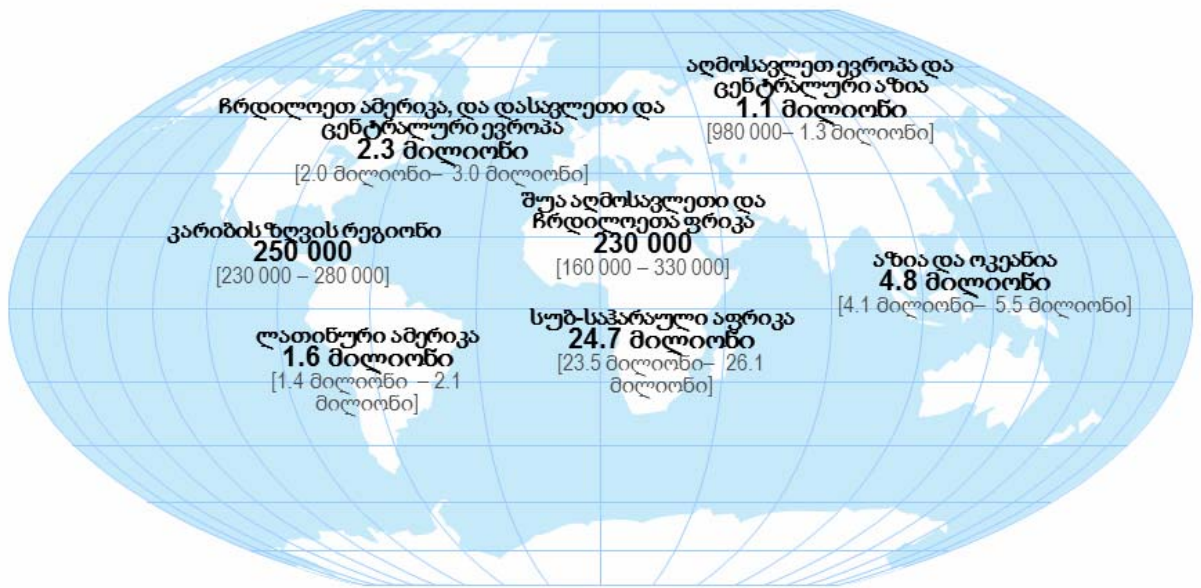 აღმოსავლეთ ევროპა და
ცენტრალური აზია
1.1 მილიონი
[980 000– 1.3 მილიონი]
ჩრდილოეთ ამერიკა, და დასავლეთი და
ცენტრალური ევროპა
2.3 მილიონი
[2.0 მილიონი– 3.0 მილიონი]
შუა აღმოსავლეთი და
ჩრდილოეთა ფრიკა
230 000
[160 000 – 330 000]
კარიბის ზღვის რეგიონი
250 000
[230 000 – 280 000]
აზია და ოკეანია
4.8 მილიონი
[4.1 მილიონი– 5.5 მილიონი]
სუბ-საჰარაული აფრიკა
24.7 მილიონი
[23.5 მილიონი– 26.1
მილიონი]
ლათინური ამერიკა
1.6 მილიონი
[1.4 მილიონი – 2.1
მილიონი]